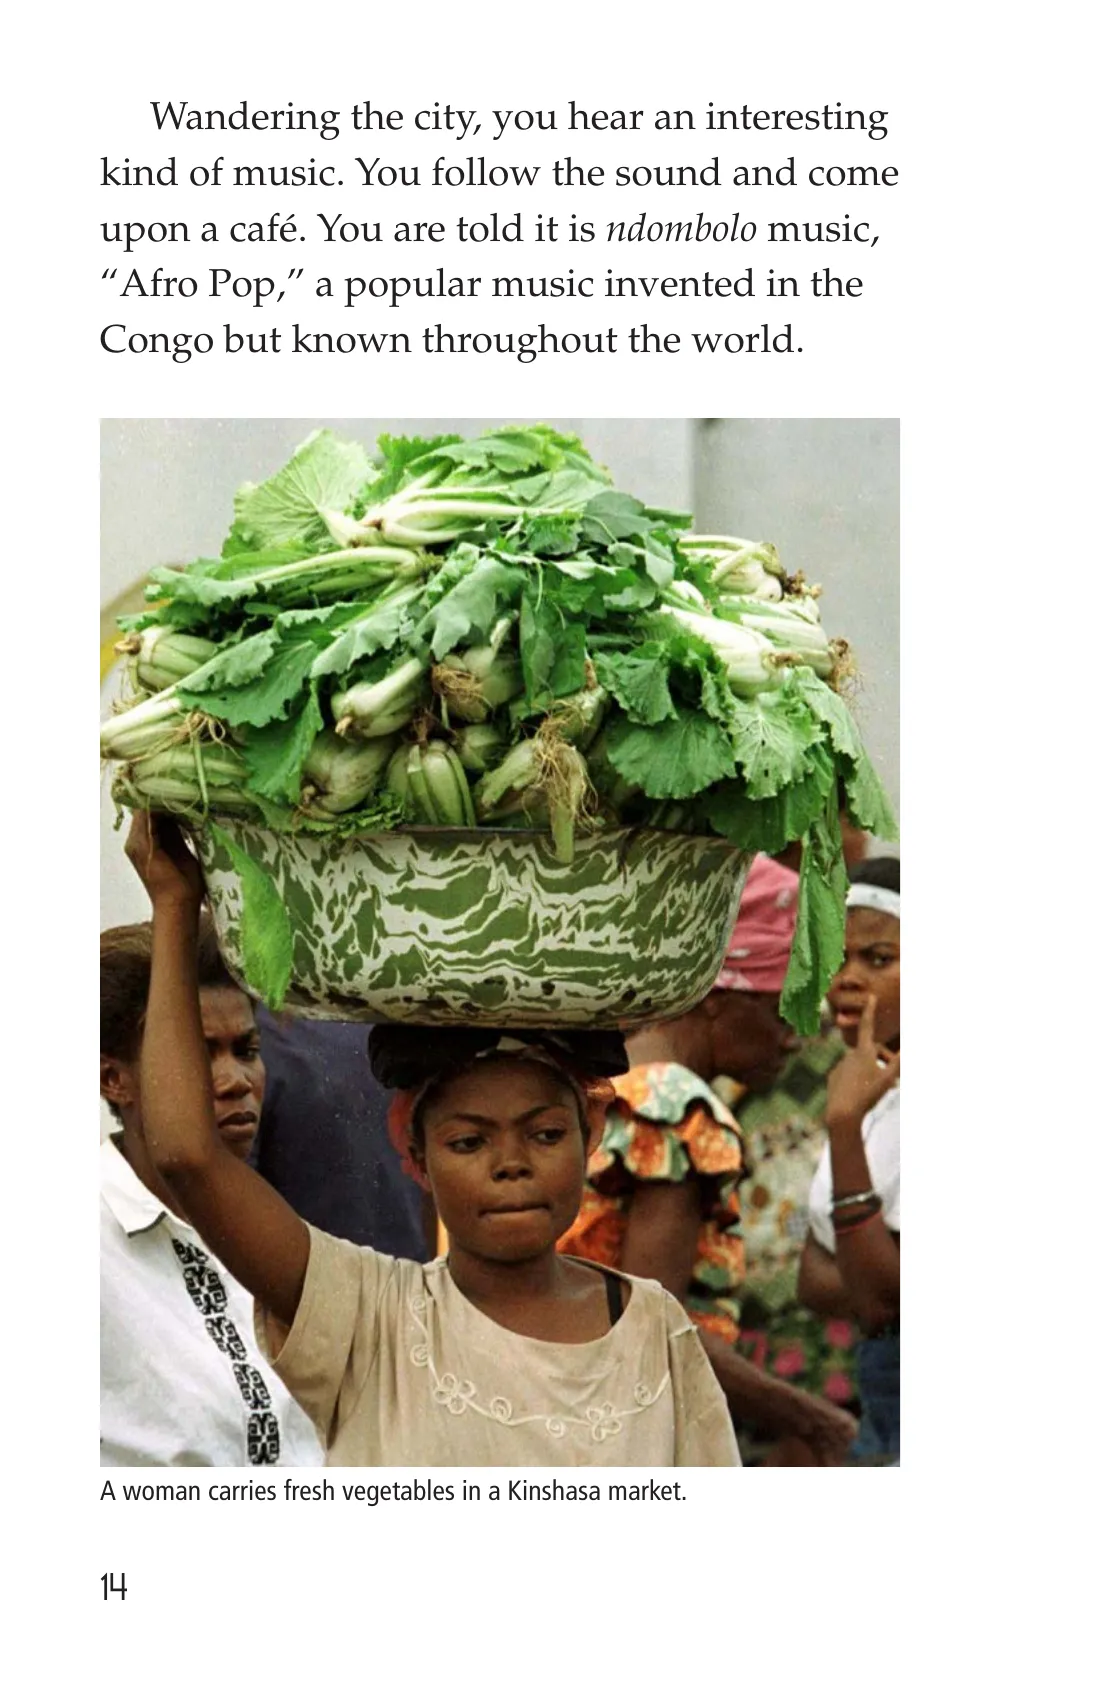 Wandering the city, you hear an interesting
kind of music. You follow the sound and come
upon a café. You are told it is ndombolo music,
“Afro Pop,” a popular music invented in the
Congo but known throughout the world.
A woman carries fresh vegetables in a Kinshasa market.
14